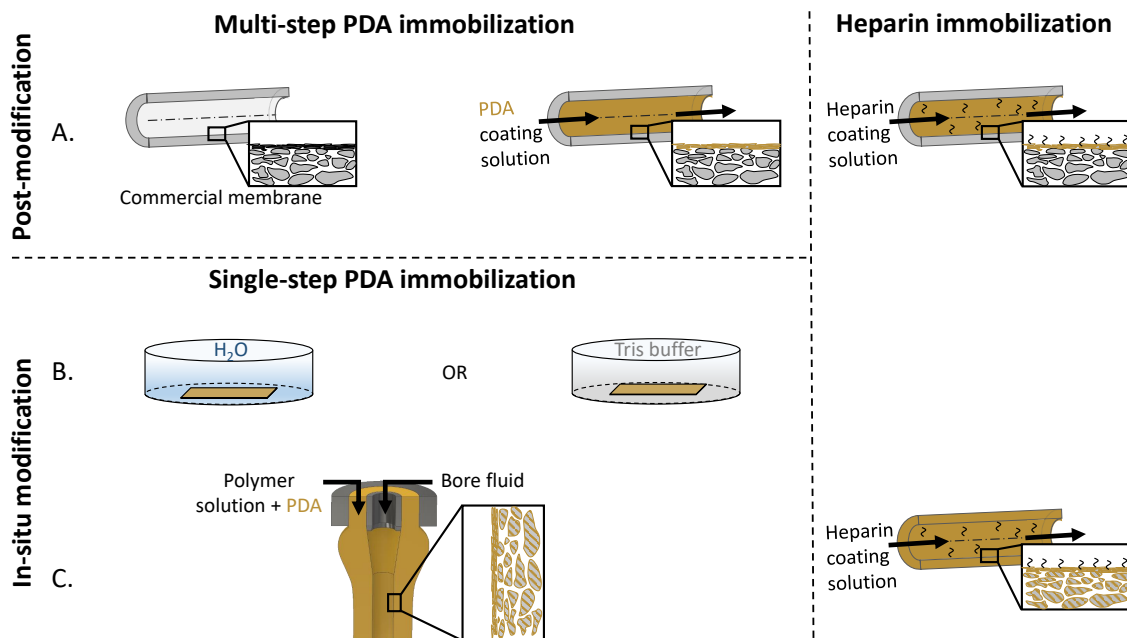 Multi-step PDA immobilization
Heparin immobilization
Post-modification
A.
Commercial membrane
PDA
coating
solution
Heparin
coating
solution
Single-step PDA immobilization
In-situ modification
B.
H₂O
OR
Tris buffer
C.
Polymer
solution + PDA
Bore fluid
Heparin
coating
solution